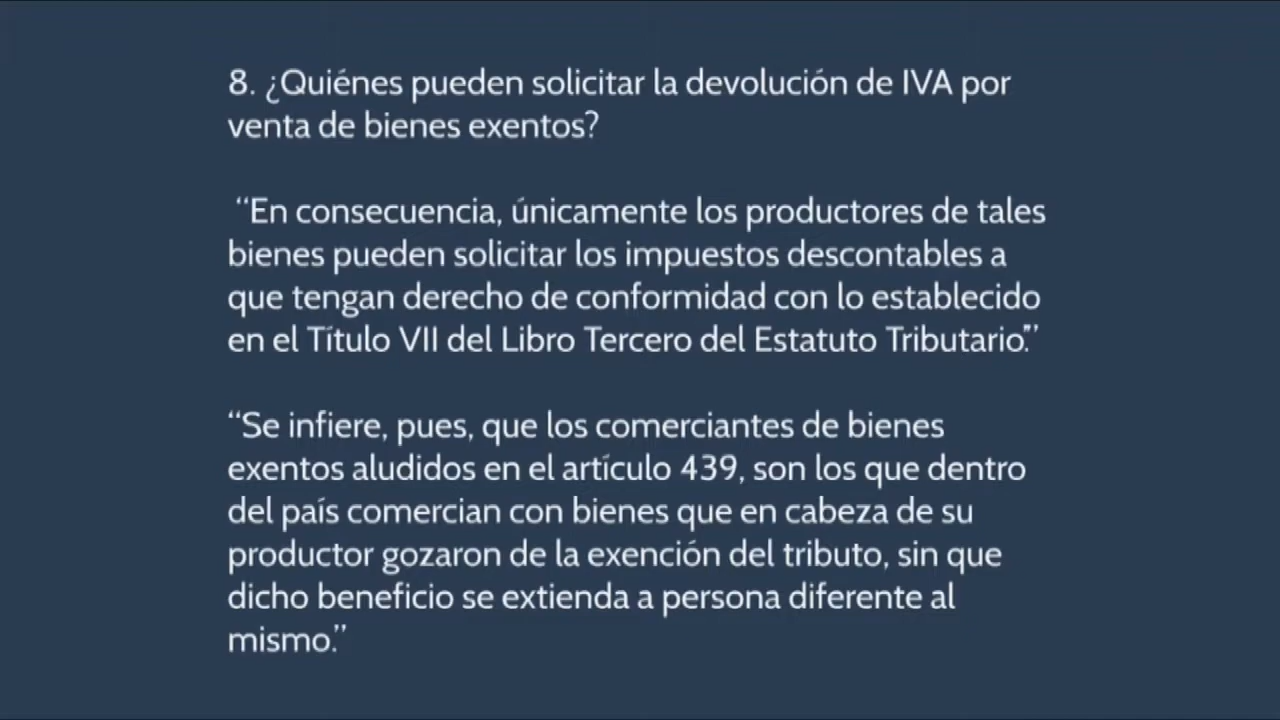 8. ¿Quiénes pueden solicitar la devolución de IVA por
venta de bienes exentos?
“En consecuencia, únicamente los productores de tales
bienes pueden solicitar los impuestos descontables a
que tengan derecho de conformidad con lo establecido
en el Título VII del Libro Tercero del Estatuto Tributario.”
“Se infiere, pues, que los comerciantes de bienes
exentos aludidos en el artículo 439, son los que dentro
del país comercian con bienes que en cabeza de su
productor gozaron de la exención del tributo, sin que
dicho beneficio se extienda a persona diferente al
mismo.”